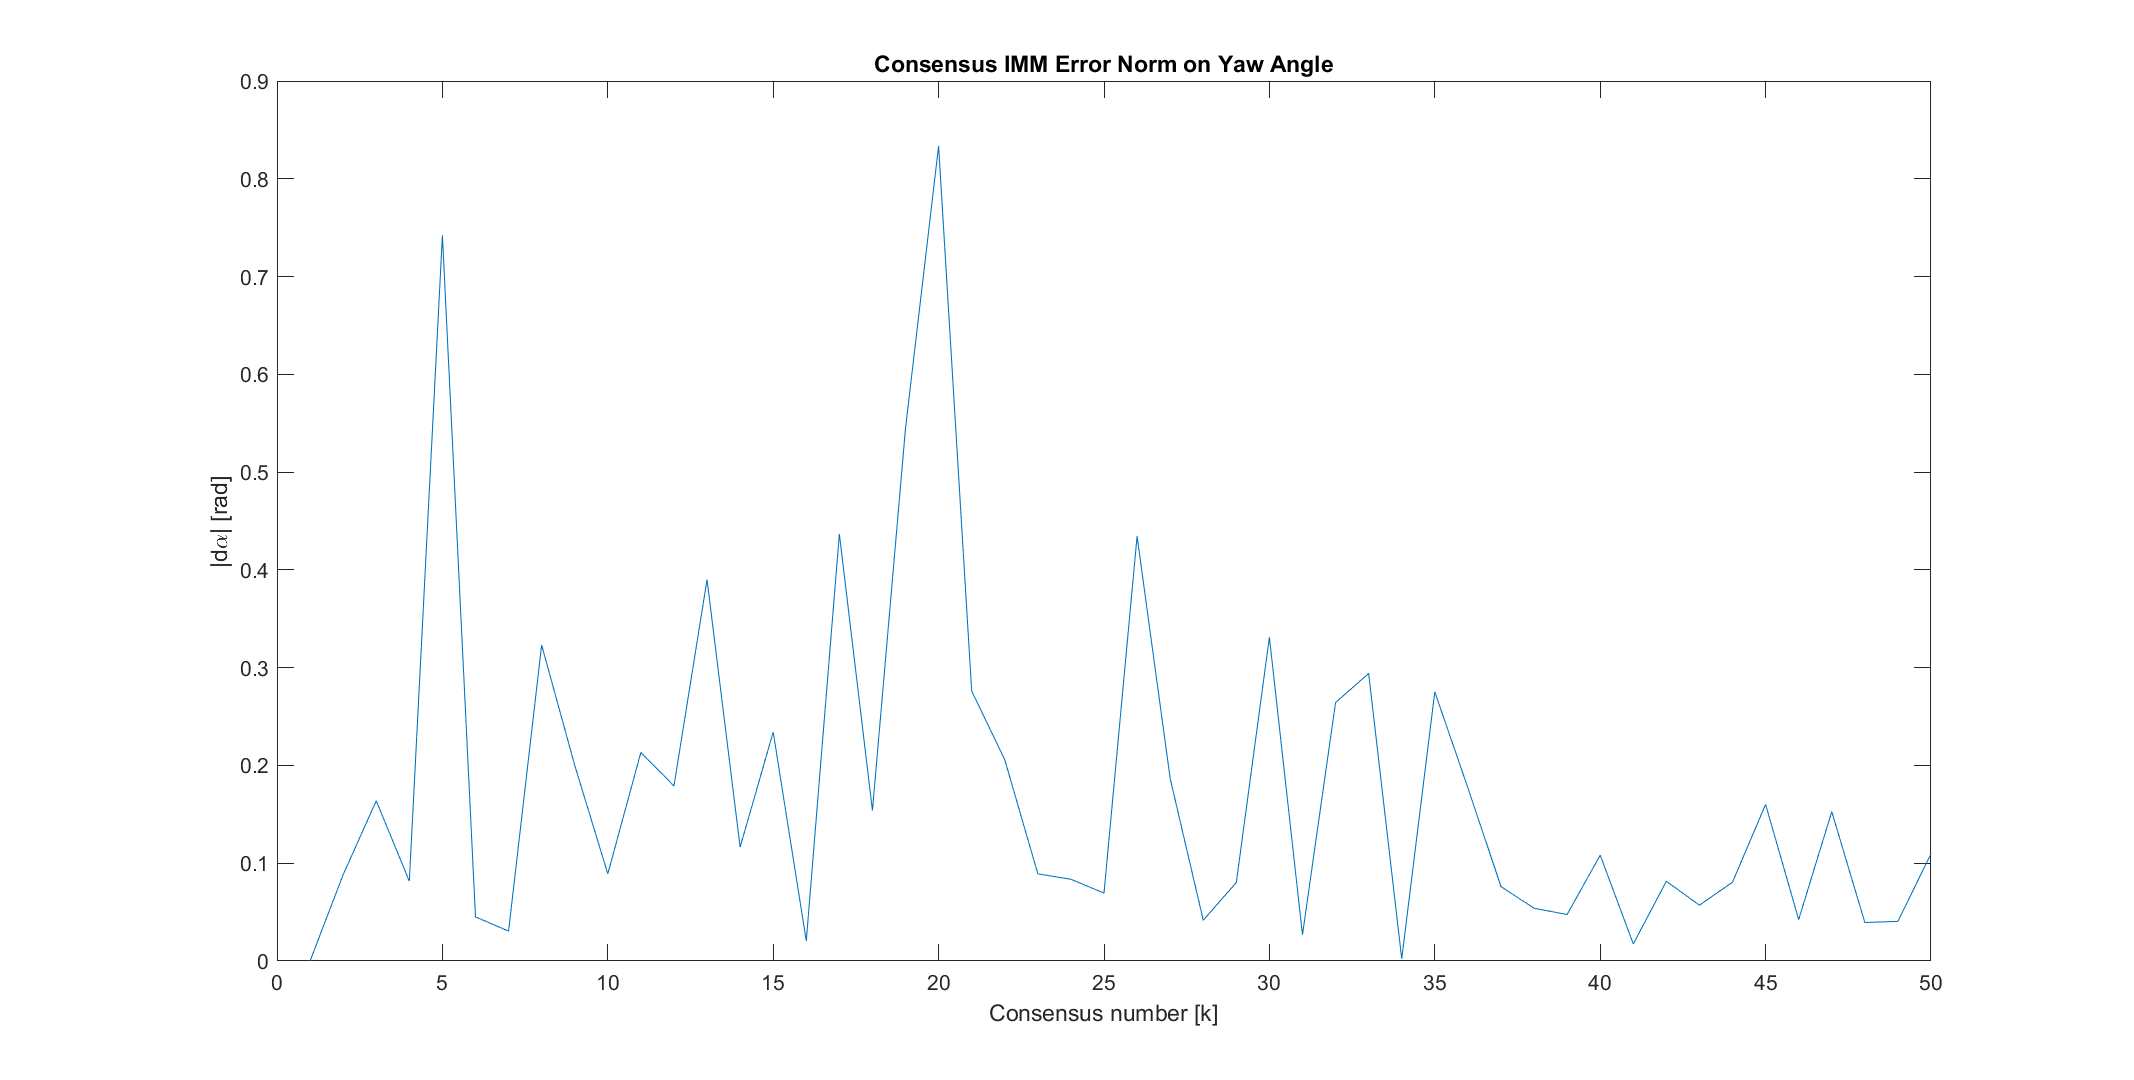 Consensus IMM Error Norm on Yaw Angle
0.9
0.8
0.7
0.6
0.5
0.4
0.3
0.2
0.1
0
|dα| [rad]
0 5 10 15 20 25 30 35 40 45 50
Consensus number [k]